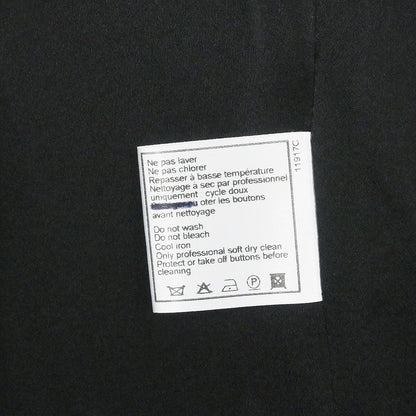 Ne pas laver
Ne pas chlorer
Repasser à basse température
Nettoyage a sec par professionnel
uniquement cycle doux
ou oter les boutons
avant nettoyage
Do not wash
Do not bleach
Cool iron
Only professional soft dry clean
Protect or take off buttons before
cleaning
P
11917C